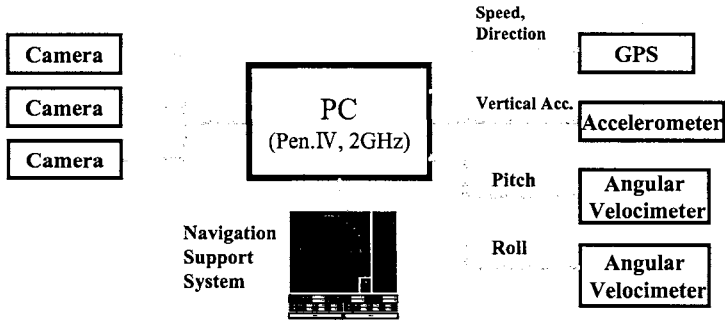 Camera
Camera
Camera
PC
(Pen.IV, 2GHz)
Navigation
Support
System
Speed,
Direction
GPS
Vertical Acc.
Accelerometer
Pitch
Angular
Velocimeter
Roll
Angular
Velocimeter